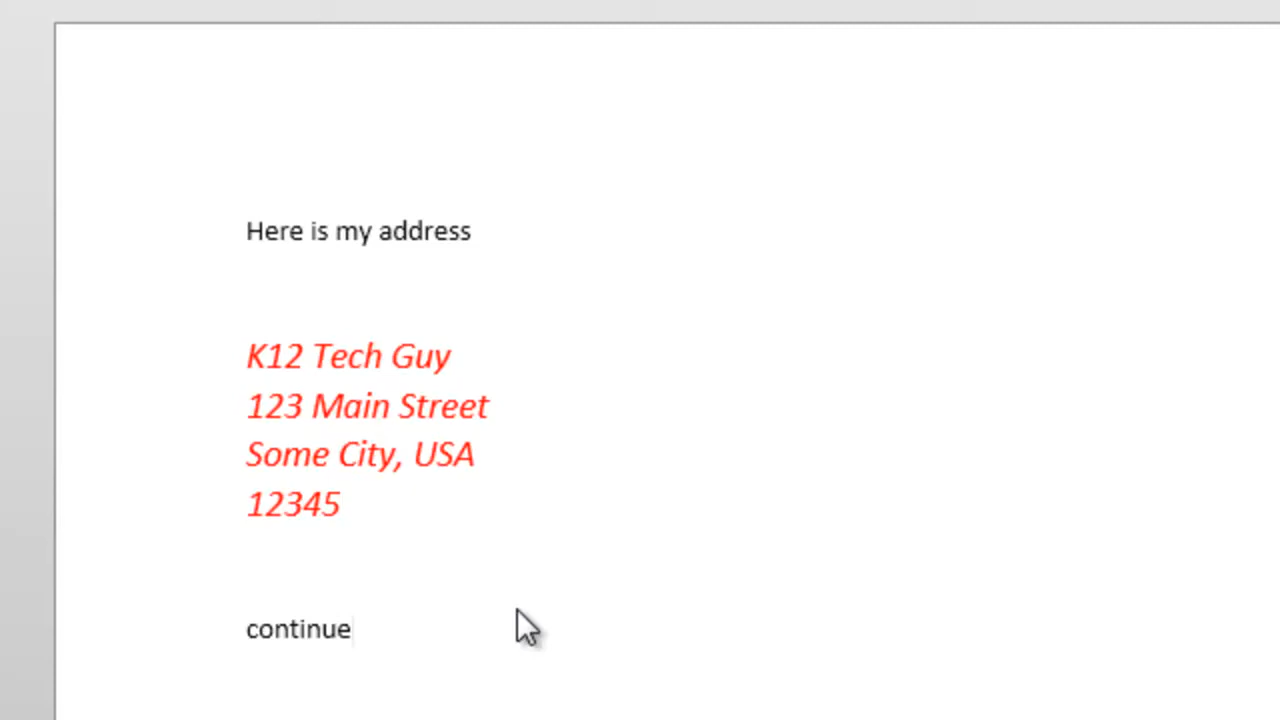 Here is my address
K12 Tech Guy
123 Main Street
Some City, USA
12345
continue